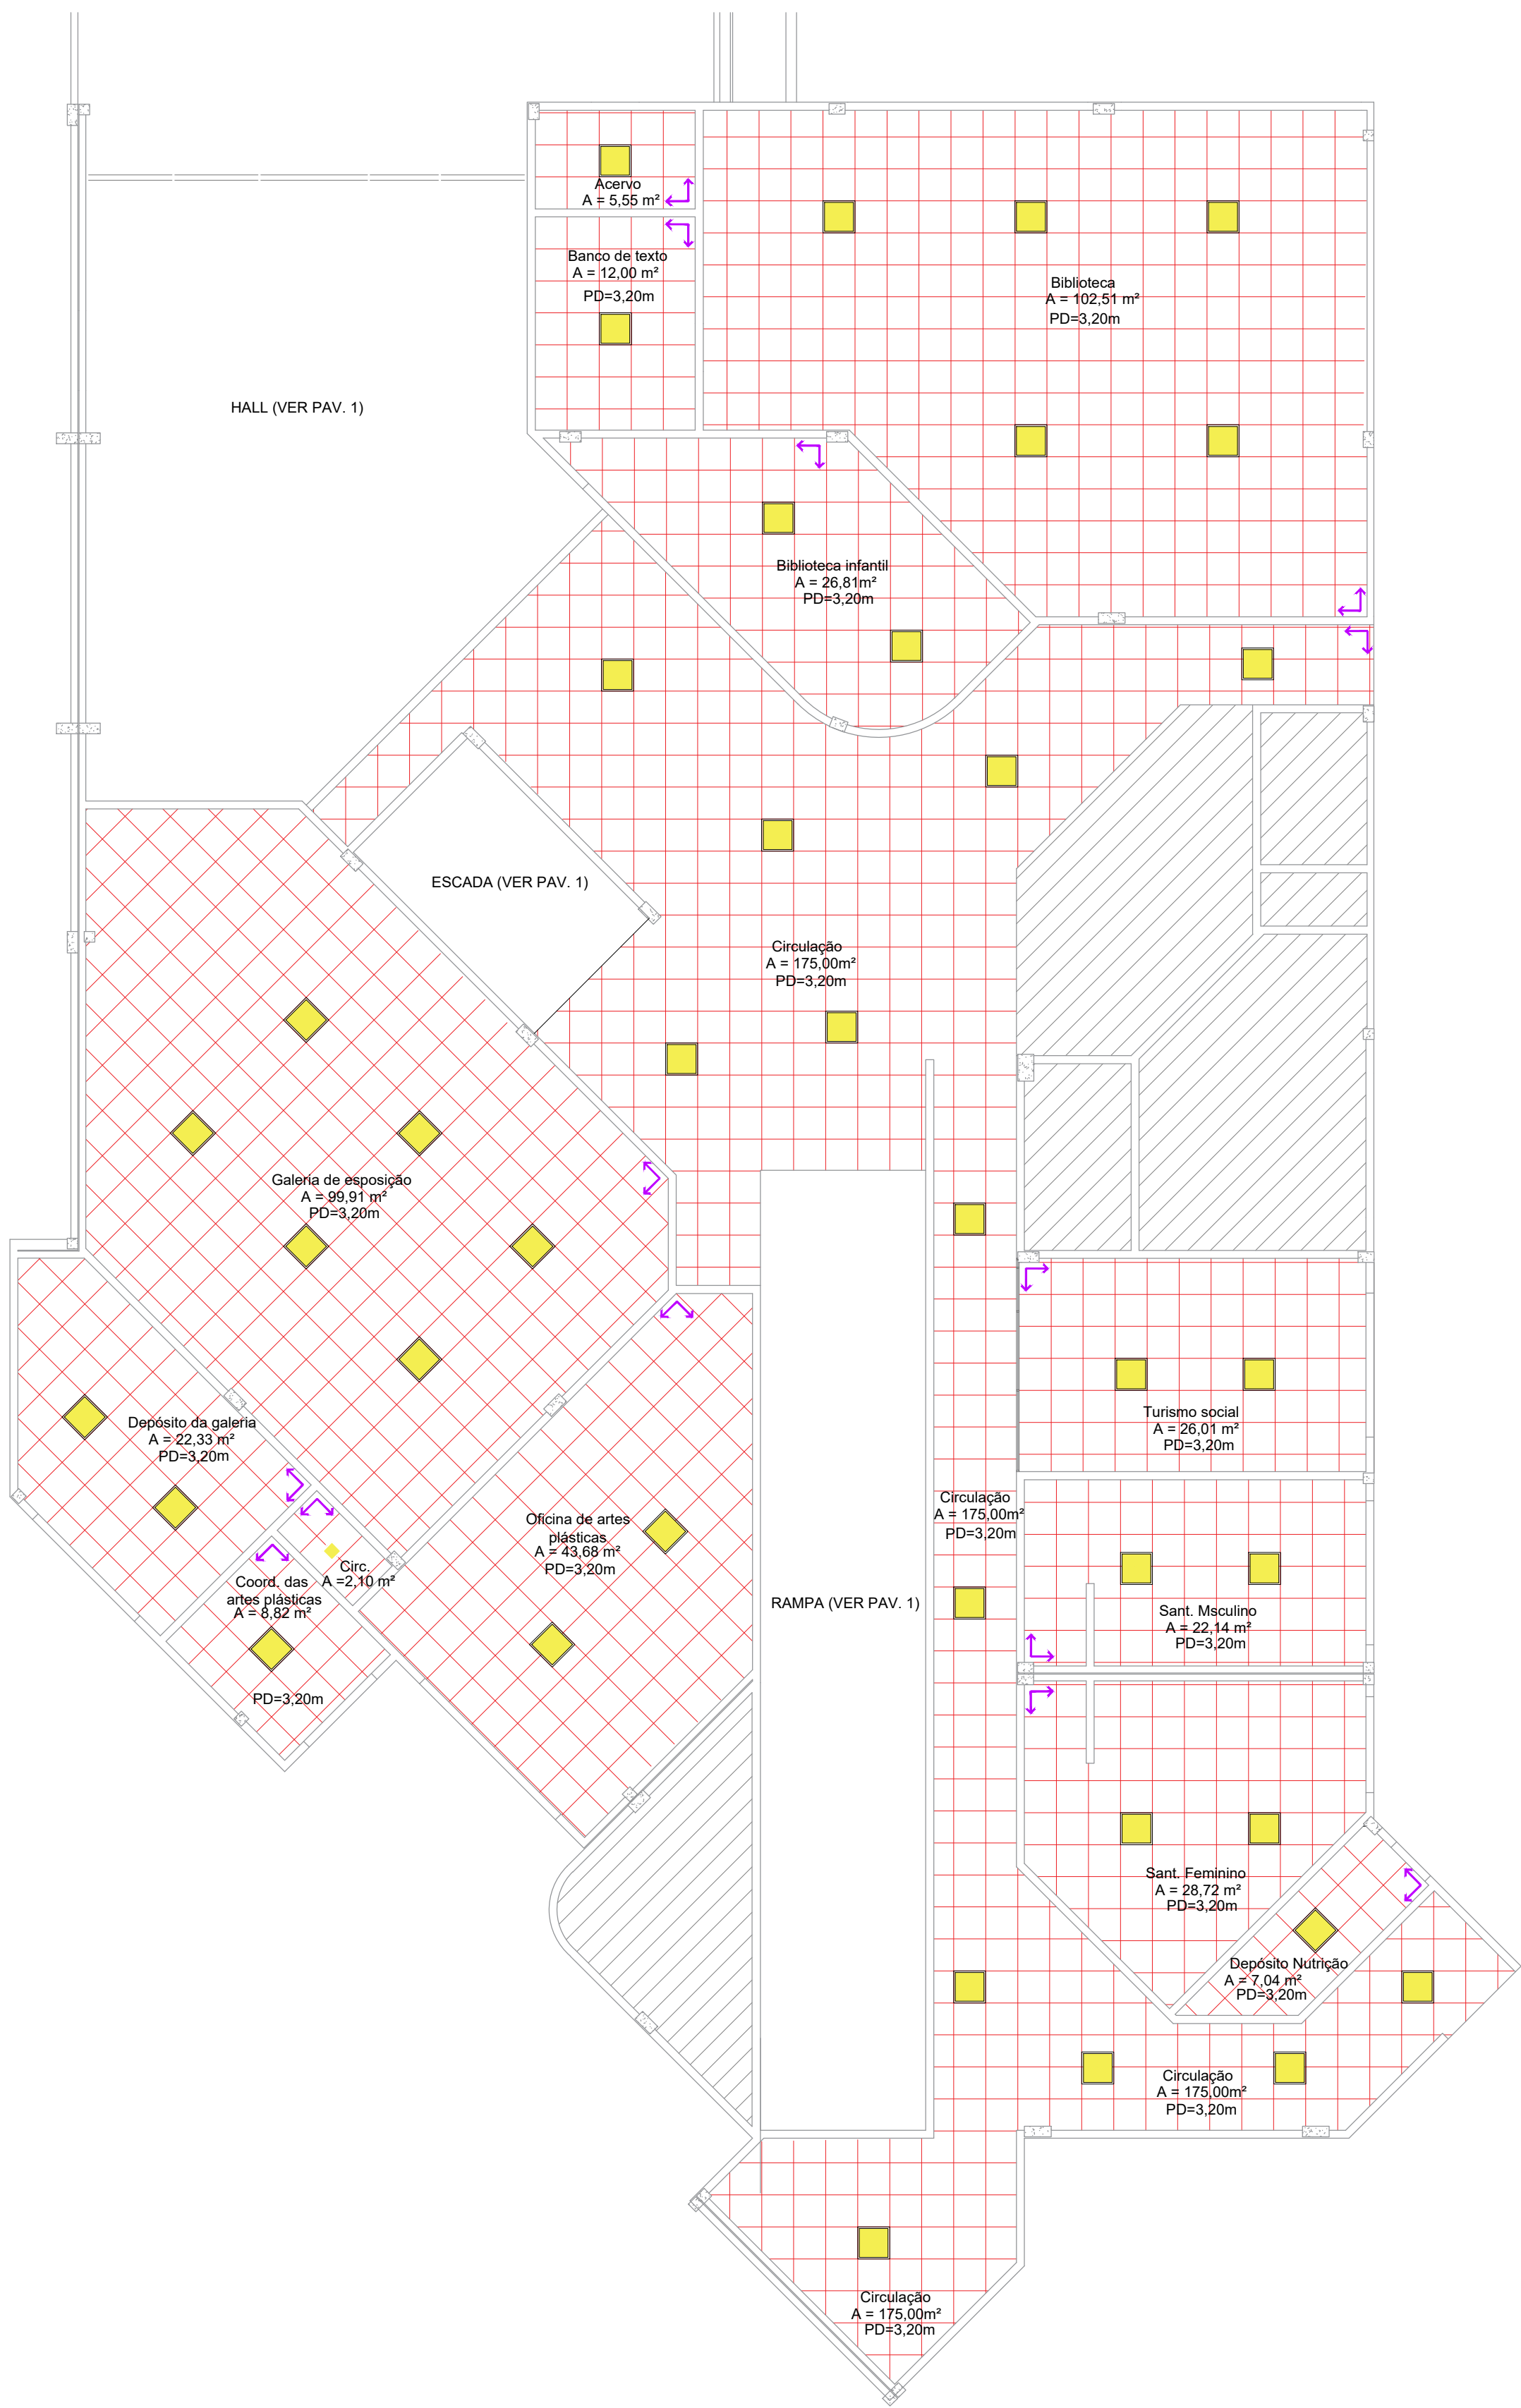 Acervo
A = 5,55 m²
Banco de texto
A = 12,00 m²
PD=3,20m
Biblioteca
A = 102,51 m²
PD=3,20m
HALL (VER PAV. 1)
Biblioteca infantil
A = 26,81m²
PD=3,20m
ESCADA (VER PAV. 1)
Circulação
A = 175,00m²
PD=3,20m
Galeria de esposição
A = 99,91 m²
PD=3,20m
Depósito da galeria
A = 22,33 m²
PD=3,20m
Turismo social
A = 26,01 m²
PD=3,20m
Circulação
A = 175,00m²
PD=3,20m
Oficina de artes
plásticas
A = 43,68 m²
PD=3,20m
Circ.
A =2,10 m²
Coord. das
artes plásticas
A = 8,82 m²
PD=3,20m
RAMPA (VER PAV. 1)
Sant. Msculino
A = 22,14 m²
PD=3,20m
Sant. Feminino
A = 28,72 m²
PD=3,20m
Depósito Nutrição
A = 7,04 m²
PD=3,20m
Circulação
A = 175,00m²
PD=3,20m
Circulação
A = 175,00m²
PD=3,20m